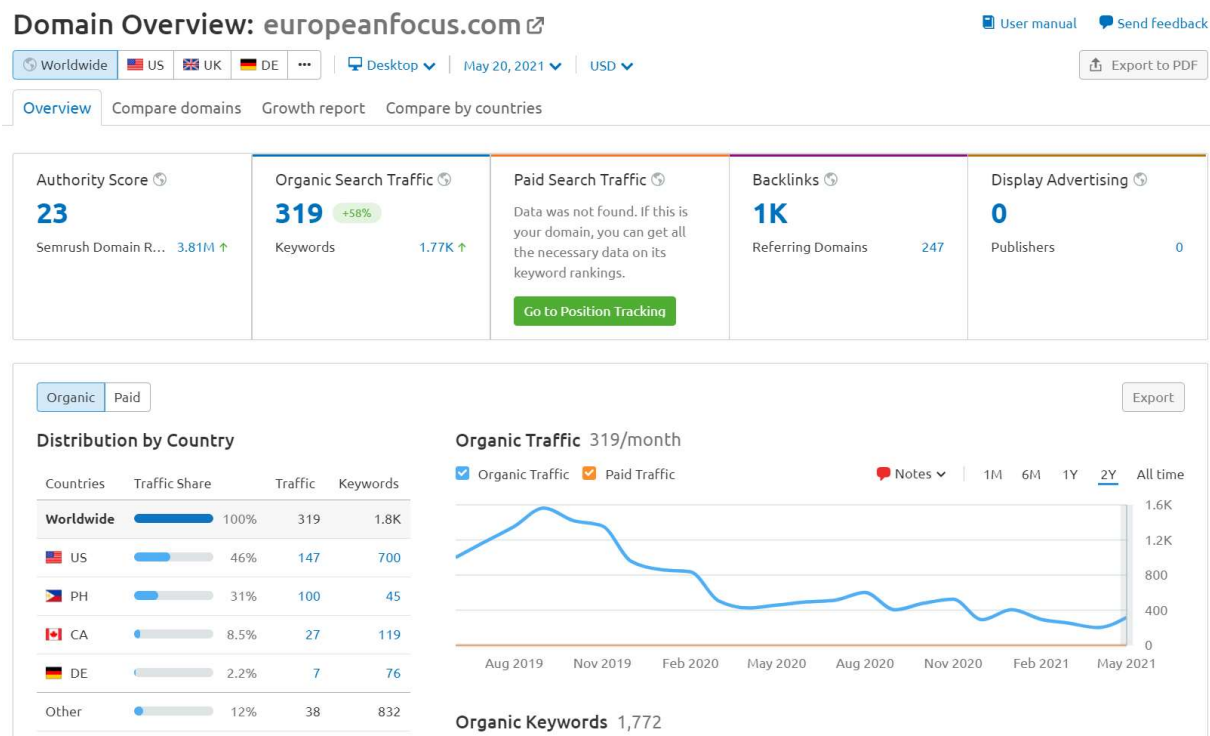 Domain Overview: europeanfocus.com
User manual
Send feedback
Worldwide US UK DE ...
Desktop
May 20, 2021
USD
Export to PDF
Overview Compare domains Growth report Compare by countries
Authority Score
23
Semrush Domain R... 3.81M ↑
Organic Search Traffic
319 +58%
Keywords 1.77K ↑
Paid Search Traffic
Data was not found. If this is
your domain, you can get all
the necessary data on its
keyword rankings.
Go to Position Tracking
Backlinks
1K
Referring Domains 247
Display Advertising
0
Publishers 0
Organic Paid
Export
Distribution by Country
Countries Traffic Share Traffic Keywords
Worldwide 100% 319 1.8K
US 46% 147 700
PH 31% 100 45
CA 8.5% 27 119
DE 2.2% 7 76
Other 12% 38 832
Organic Traffic 319/month
Organic Traffic Paid Traffic
Notes
1M 6M 1Y 2Y All time
1.6K
1.2K
800
400
0
Aug 2019 Nov 2019 Feb 2020 May 2020 Aug 2020 Nov 2020 Feb 2021 May 2021
Organic Keywords 1,772